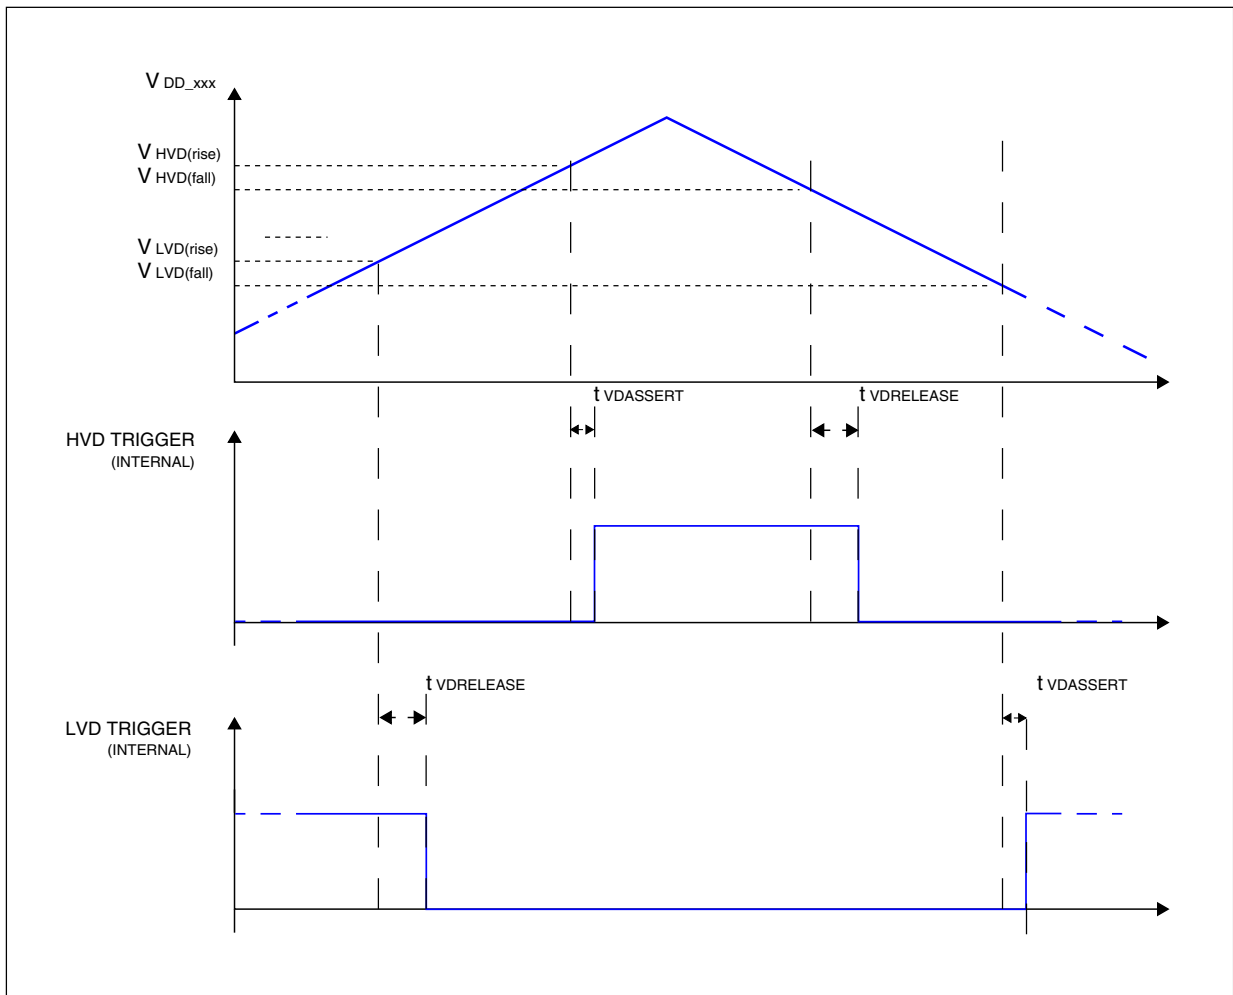 V DD_xxx
V HVD(rise)
V HVD(fall)
V LVD(rise)
V LVD(fall)
t VDASSERT
t VDRELEASE
HVD TRIGGER
(INTERNAL)
t VDRELEASE
t VDASSERT
LVD TRIGGER
(INTERNAL)